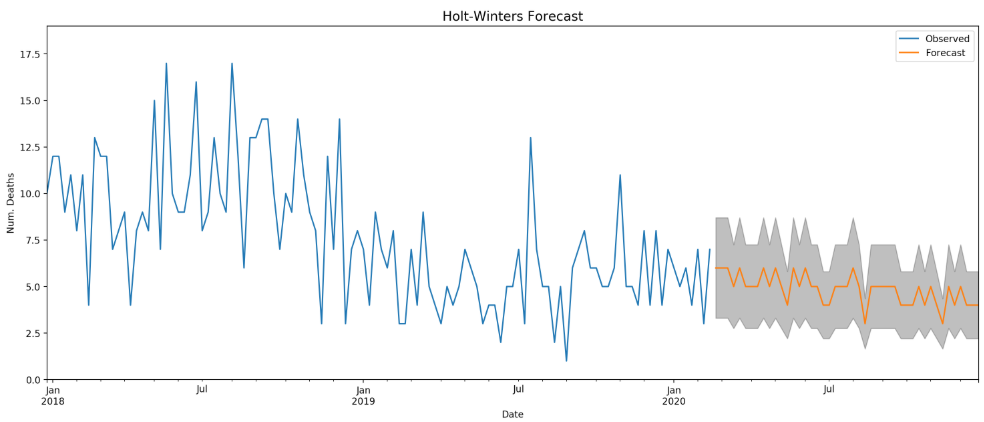 Holt-Winters Forecast
Observed
Forecast
17.5
15.0
12.5
10.0
7.5
5.0
2.5
0.0
Num. Deaths
Jan Jul Jan Jul Jan Jul
2018 2019 2020
Date